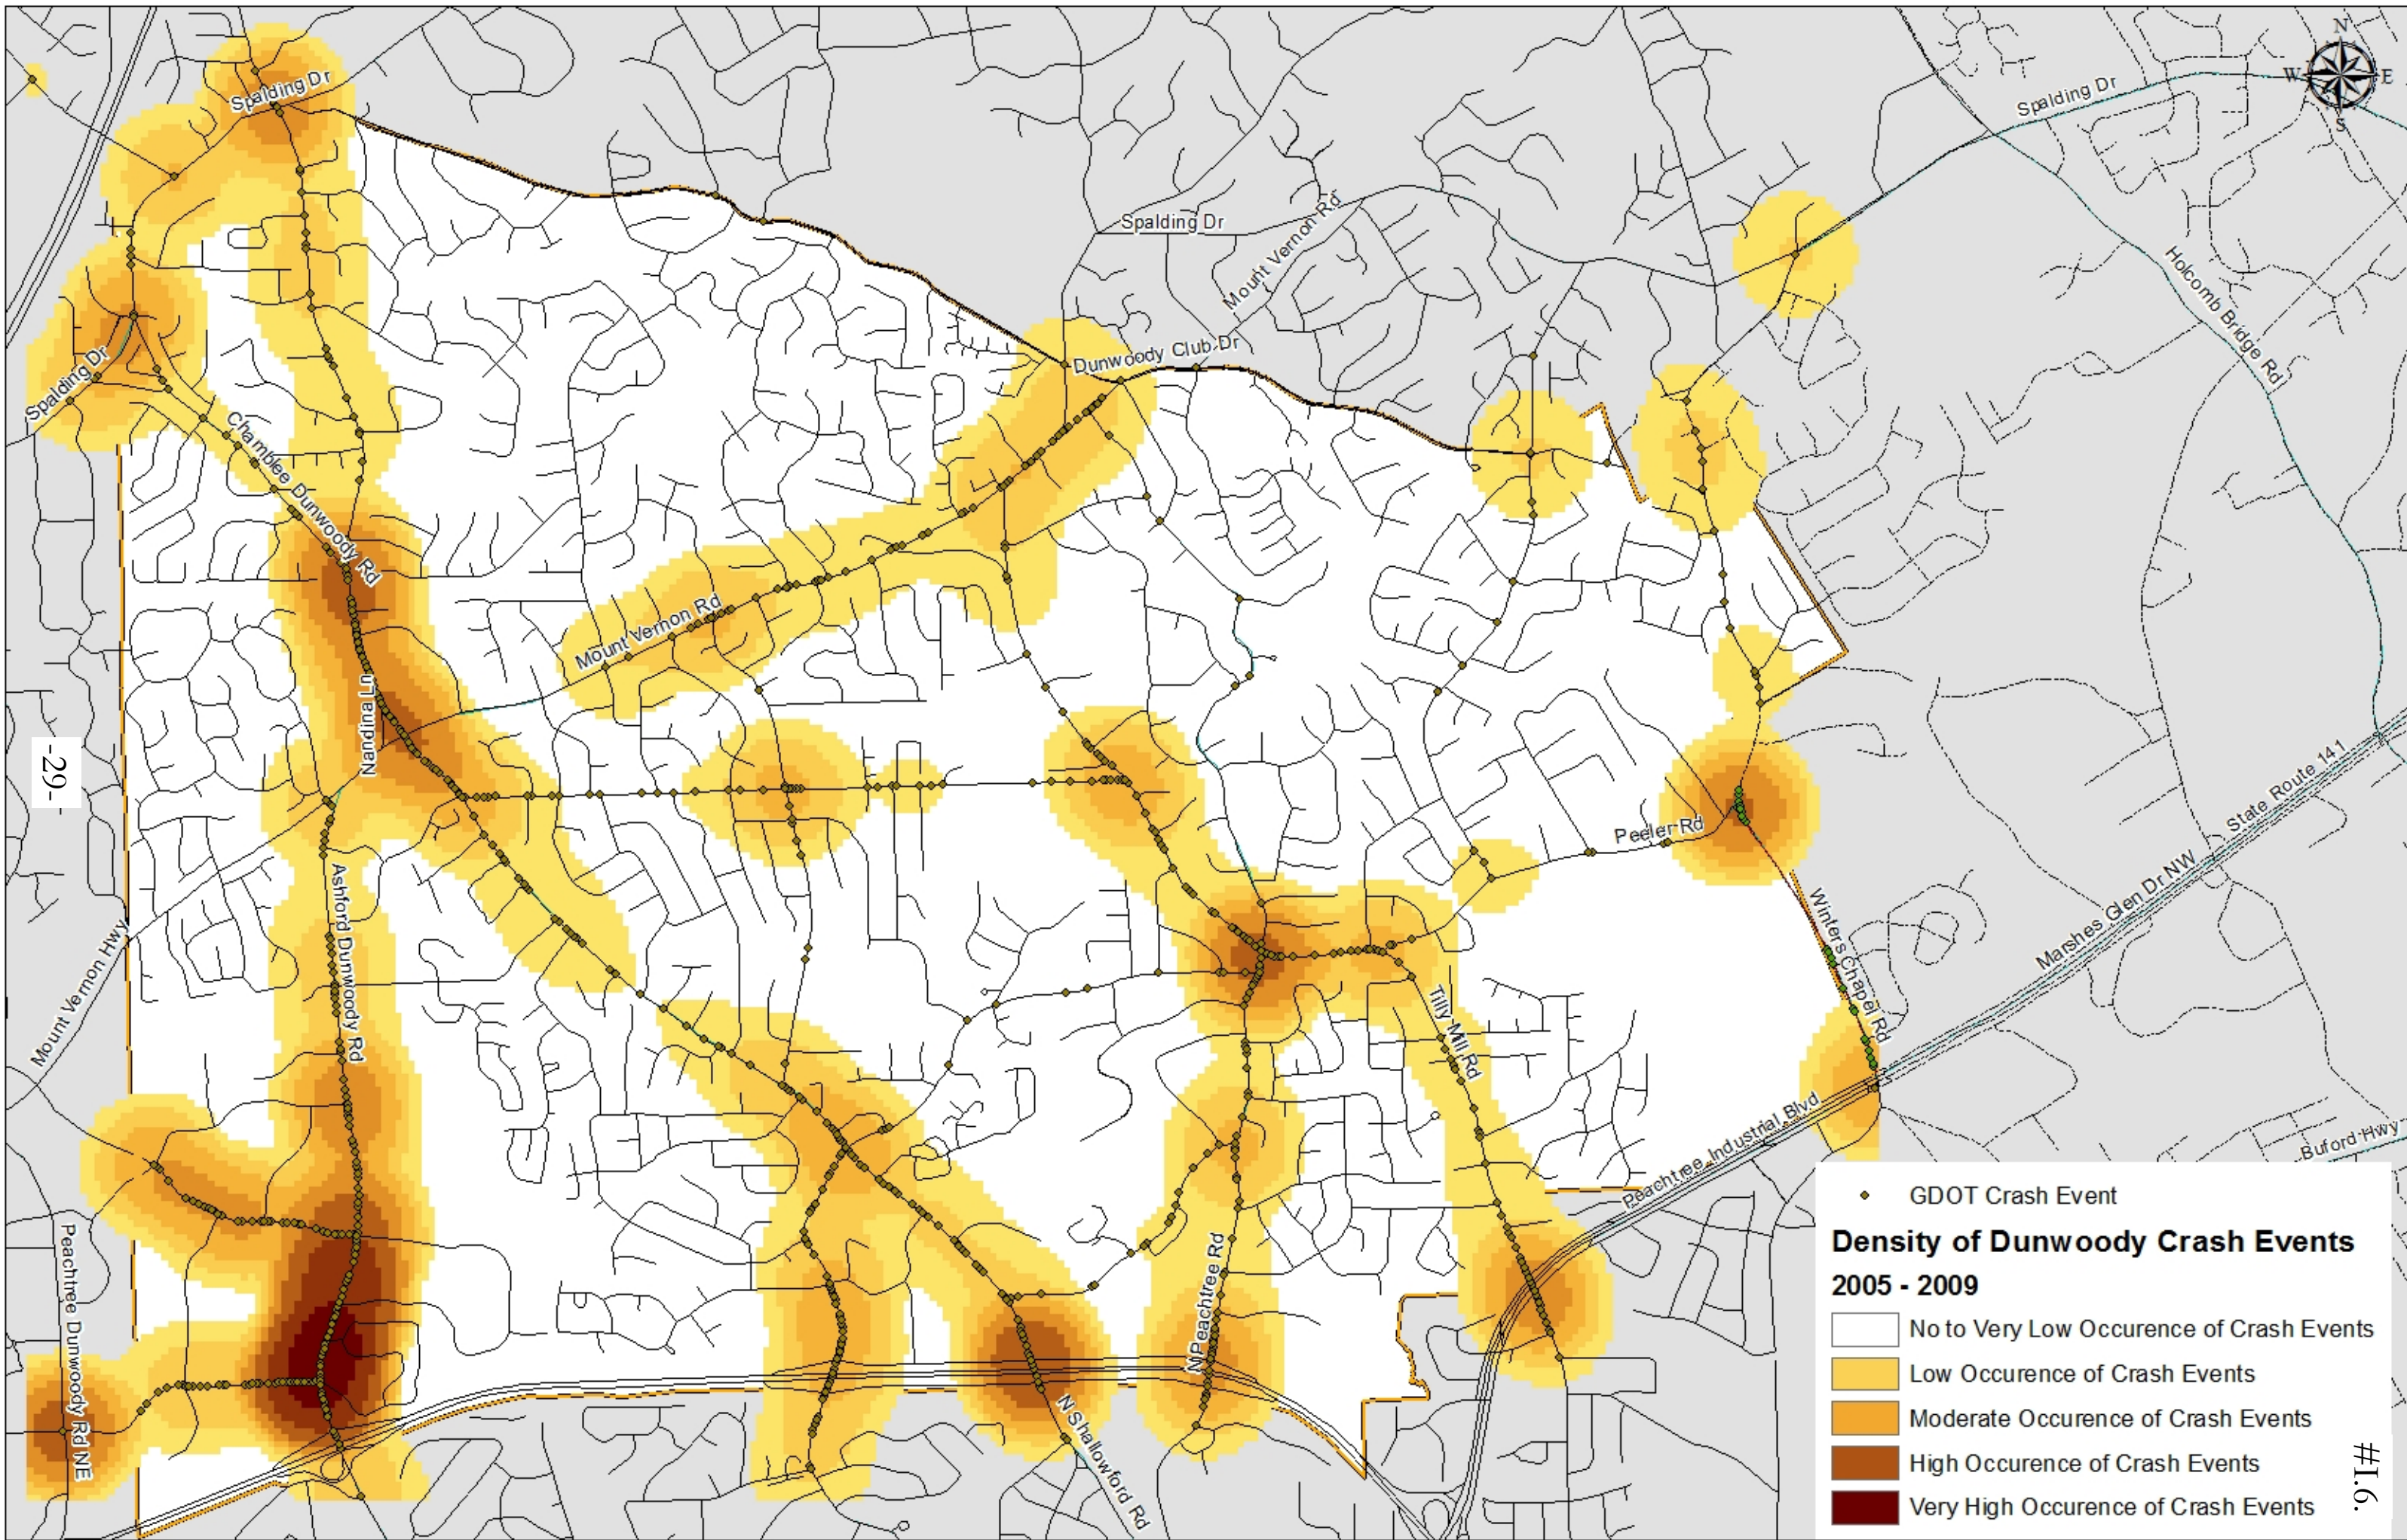 N
W
E
S
Spalding Dr
Spalding Dr
Spalding Dr
Mount Vernon Rd
Holcomb Bridge Rd
Dunwoody Club Dr
Spalding Dr
Chamblee Dunwoody Rd
Mount Vernon Rd
Nandina Ln
-29-
State Route 141
Peeler Rd
Ashford Dunwoody Rd
Winters Chapel Rd
Marshes Glen Dr NW
Mount Vernon Hwy
Tilly Mill Rd
Peachtree Industrial Blvd
Buford Hwy
Peachtree Dunwoody Rd NE
N Peachtree Rd
N Shallowford Rd
GDOT Crash Event
Density of Dunwoody Crash Events
2005 - 2009
No to Very Low Occurence of Crash Events
Low Occurence of Crash Events
Moderate Occurence of Crash Events
High Occurence of Crash Events
Very High Occurence of Crash Events
#I.6.